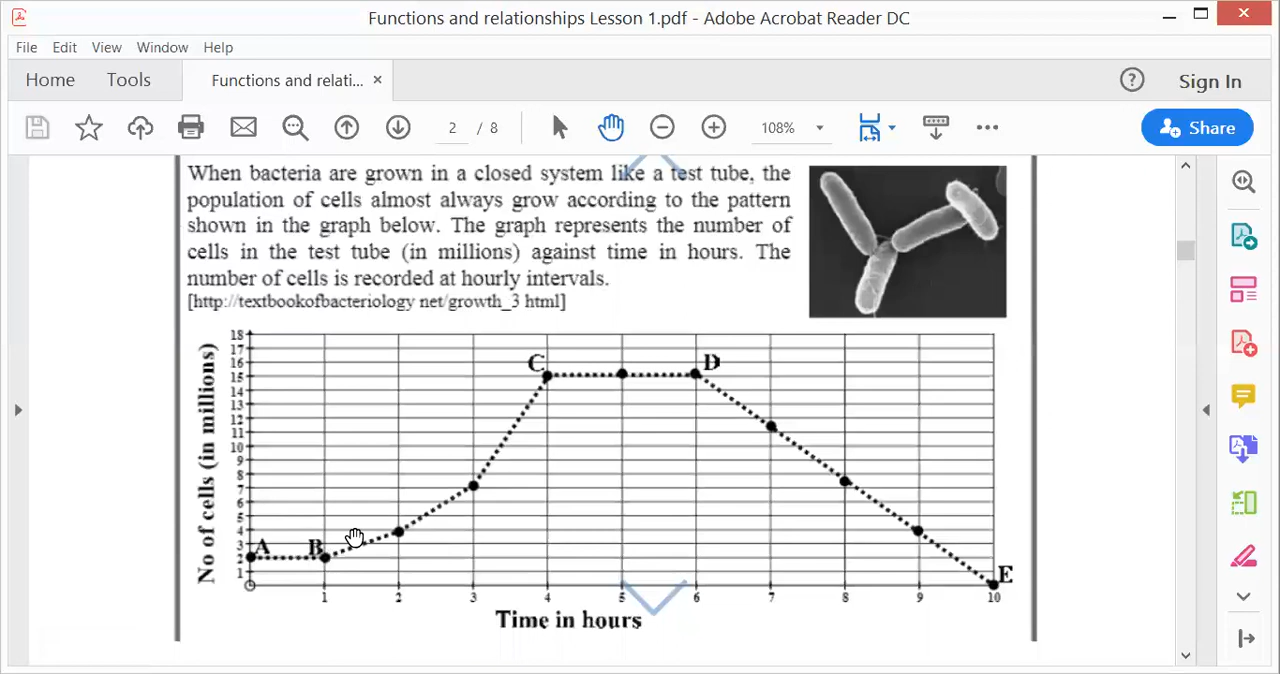 Functions and relationships Lesson 1.pdf - Adobe Acrobat Reader DC
File Edit View Window Help
Home Tools Functions and relati... × ? Sign In
2 / 8 108% Share
When bacteria are grown in a closed system like a test tube, the
population of cells almost always grow according to the pattern
shown in the graph below. The graph represents the number of
cells in the test tube (in millions) against time in hours. The
number of cells is recorded at hourly intervals.
[http://textbookofbacteriology net/growth_3 html]
No of cells (in millions)
18
17
16
15
14
13
12
11
10
9
8
7
6
5
4
3
2
1
A B C D E
0 1 2 3 4 5 6 7 8 9 10
Time in hours